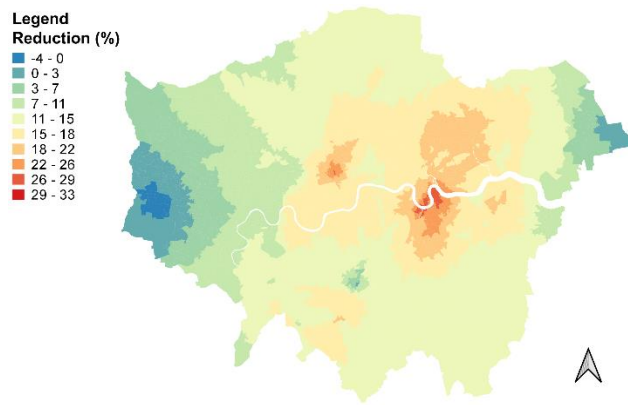 Legend
Reduction (%)
-4 - 0
0 - 3
3 - 7
7 - 11
11 - 15
15 - 18
18 - 22
22 - 26
26 - 29
29 - 33